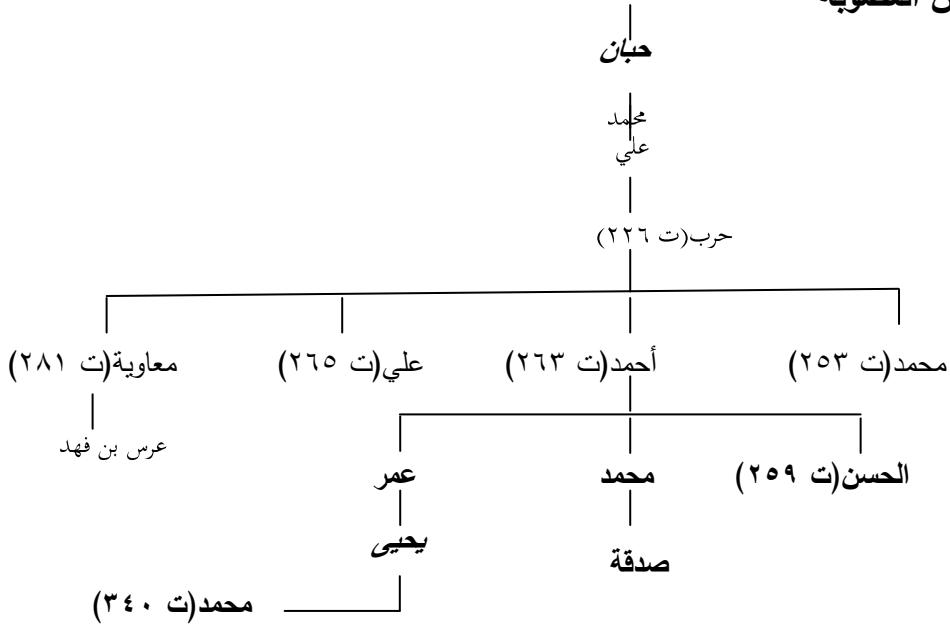 حبان
محمد
علي
حرب(ت ٢٢٦)
محمد(ت ٢٥٣) أحمد(ت ٢٦٣) علي(ت ٢٦٥) معاوية(ت ٢٨١)
عرس بن فهد
الحسن(ت ٢٥٩) محمد عمر
يحيى
صدقة
محمد(ت ٣٤٠)